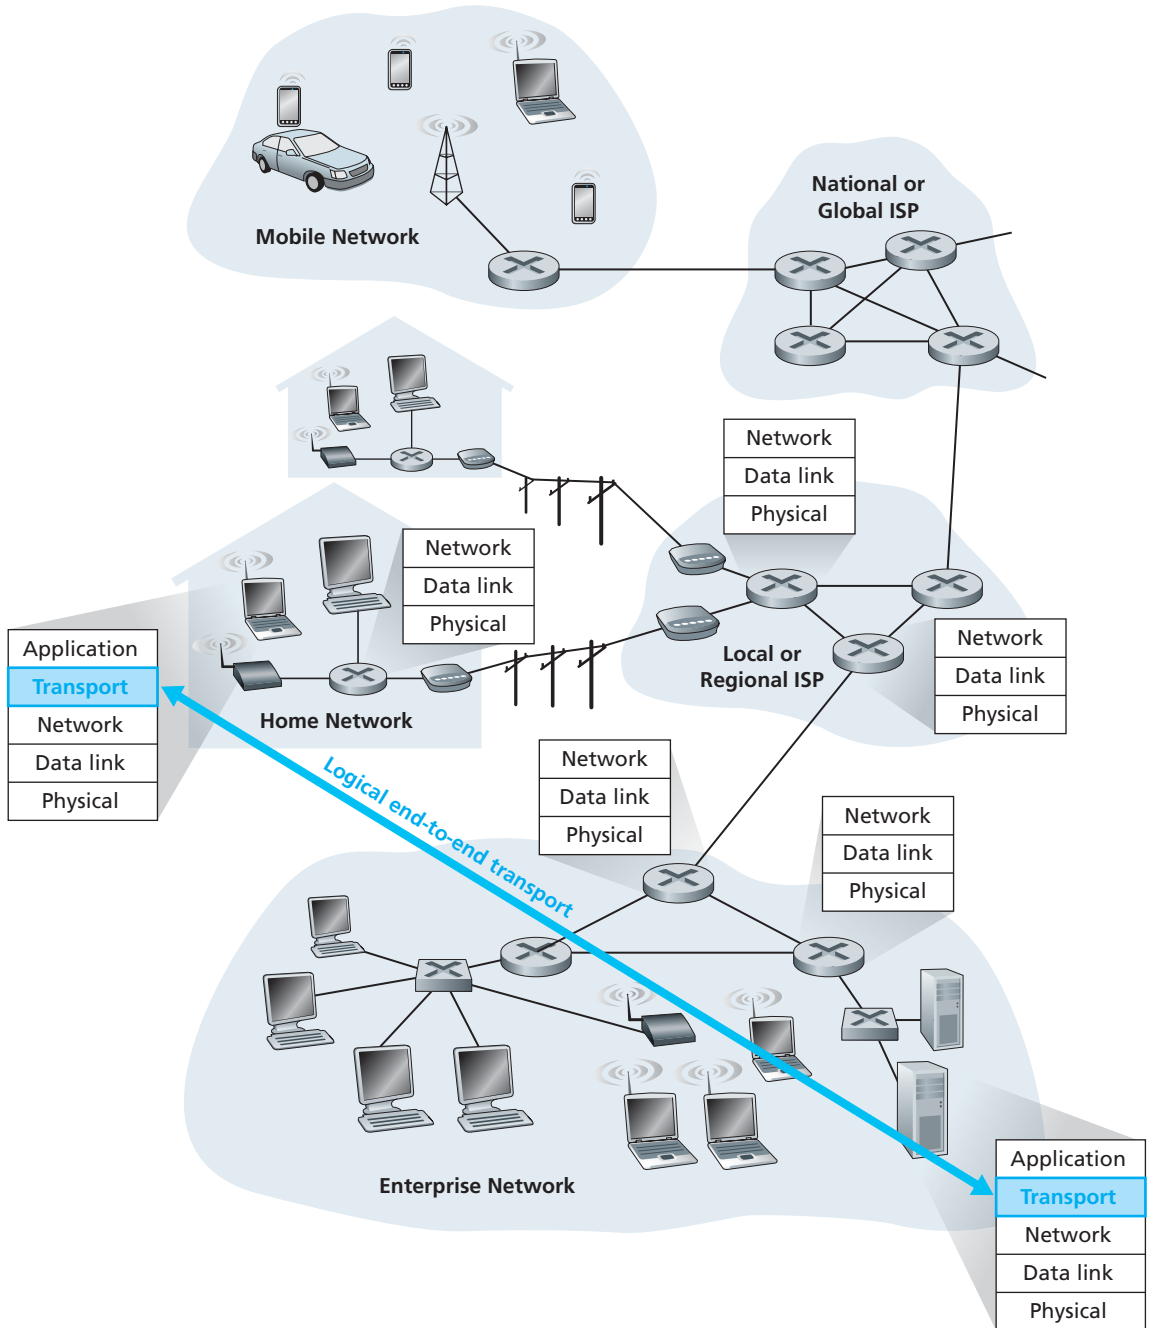 National or
Global ISP
Mobile Network
Network
Data link
Physical
Network
Data link
Physical
Application
Transport
Network
Data link
Physical
Home Network
Local or
Regional ISP
Network
Data link
Physical
Network
Data link
Physical
Logical end-to-end transport
Network
Data link
Physical
Enterprise Network
Application
Transport
Network
Data link
Physical